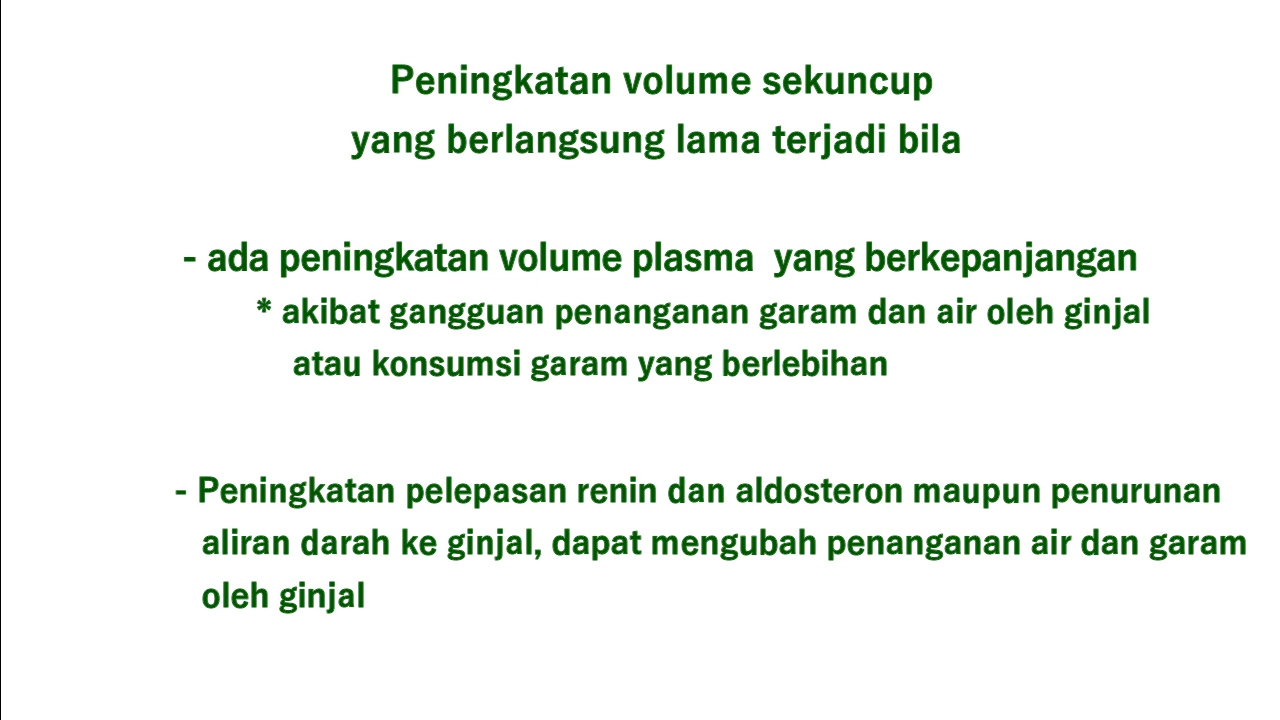 Peningkatan volume sekuncup
yang berlangsung lama terjadi bila
- ada peningkatan volume plasma yang berkepanjangan
* akibat gangguan penanganan garam dan air oleh ginjal
atau konsumsi garam yang berlebihan
- Peningkatan pelepasan renin dan aldosteron maupun penurunan
aliran darah ke ginjal, dapat mengubah penanganan air dan garam
oleh ginjal